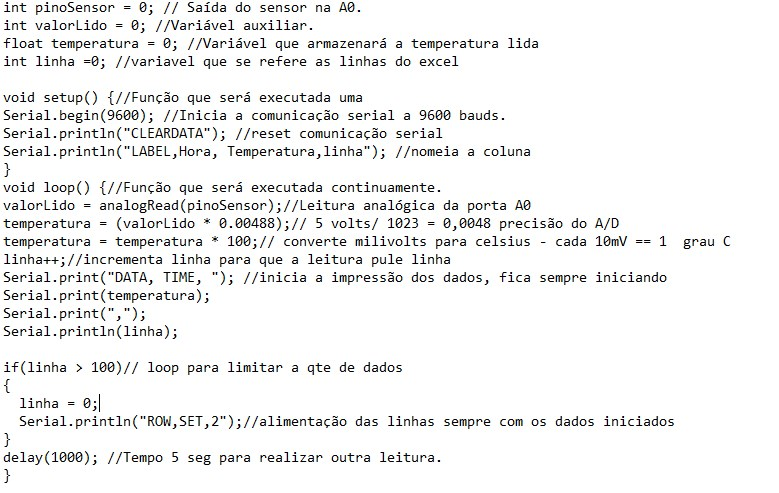 int pinoSensor = 0; // Saída do sensor na A0.
int valorLido = 0; //Variável auxiliar.
float temperatura = 0; //Variável que armazenará a temperatura lida
int linha =0; //variavel que se refere as linhas do excel
void setup() {//Função que será executada uma
Serial.begin(9600); //Inicia a comunicação serial a 9600 bauds.
Serial.println("CLEARDATA"); //reset comunicação serial
Serial.println("LABEL,Hora, Temperatura,linha"); //nomeia a coluna
}
void loop() {//Função que será executada continuamente.
valorLido = analogRead(pinoSensor);//Leitura analógica da porta A0
temperatura = (valorLido * 0.00488);// 5 volts/ 1023 = 0,0048 precisão do A/D
temperatura = temperatura * 100;// converte milivolts para celsius - cada 10mV == 1  grau C
linha++;//incrementa linha para que a leitura pule linha
Serial.print("DATA, TIME, "); //inicia a impressão dos dados, fica sempre iniciando
Serial.print(temperatura);
Serial.print(",");
Serial.println(linha);
if(linha > 100)// loop para limitar a qte de dados
{
  linha = 0;
  Serial.println("ROW,SET,2");//alimentação das linhas sempre com os dados iniciados
}
delay(1000); //Tempo 5 seg para realizar outra leitura.
}